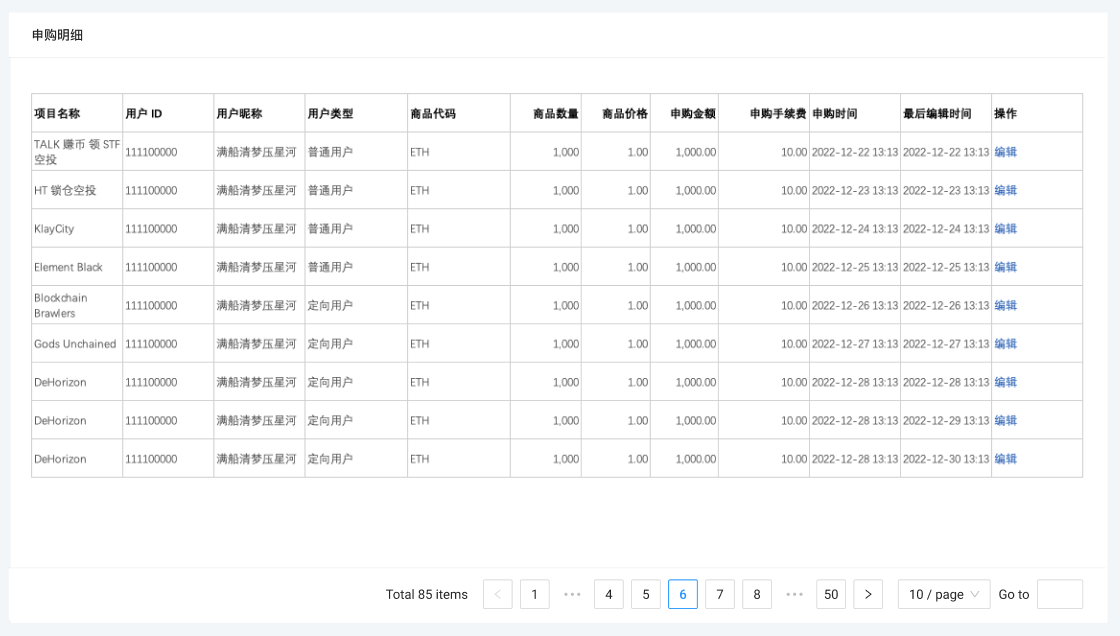 申购明细
项目名称 用户 ID 用户昵称 用户类型 商品代码 商品数量 商品价格 申购金额 申购手续费 申购时间 最后编辑时间 操作
TALK 赚币 领 STF
空投 111100000 满船清梦压星河 普通用户 ETH 1,000 1.00 1,000.00 10.00 2022-12-22 13:13 2022-12-22 13:13 编辑
HT 锁仓空投 111100000 满船清梦压星河 普通用户 ETH 1,000 1.00 1,000.00 10.00 2022-12-23 13:13 2022-12-23 13:13 编辑
KlayCity 111100000 满船清梦压星河 普通用户 ETH 1,000 1.00 1,000.00 10.00 2022-12-24 13:13 2022-12-24 13:13 编辑
Element Black 111100000 满船清梦压星河 普通用户 ETH 1,000 1.00 1,000.00 10.00 2022-12-25 13:13 2022-12-25 13:13 编辑
Blockchain
Brawlers 111100000 满船清梦压星河 定向用户 ETH 1,000 1.00 1,000.00 10.00 2022-12-26 13:13 2022-12-26 13:13 编辑
Gods Unchained 111100000 满船清梦压星河 定向用户 ETH 1,000 1.00 1,000.00 10.00 2022-12-27 13:13 2022-12-27 13:13 编辑
DeHorizon 111100000 满船清梦压星河 定向用户 ETH 1,000 1.00 1,000.00 10.00 2022-12-28 13:13 2022-12-28 13:13 编辑
DeHorizon 111100000 满船清梦压星河 定向用户 ETH 1,000 1.00 1,000.00 10.00 2022-12-28 13:13 2022-12-29 13:13 编辑
DeHorizon 111100000 满船清梦压星河 定向用户 ETH 1,000 1.00 1,000.00 10.00 2022-12-28 13:13 2022-12-30 13:13 编辑
Total 85 items < 1 ••• 4 5 6 7 8 ••• 50 > 10 / page Go to